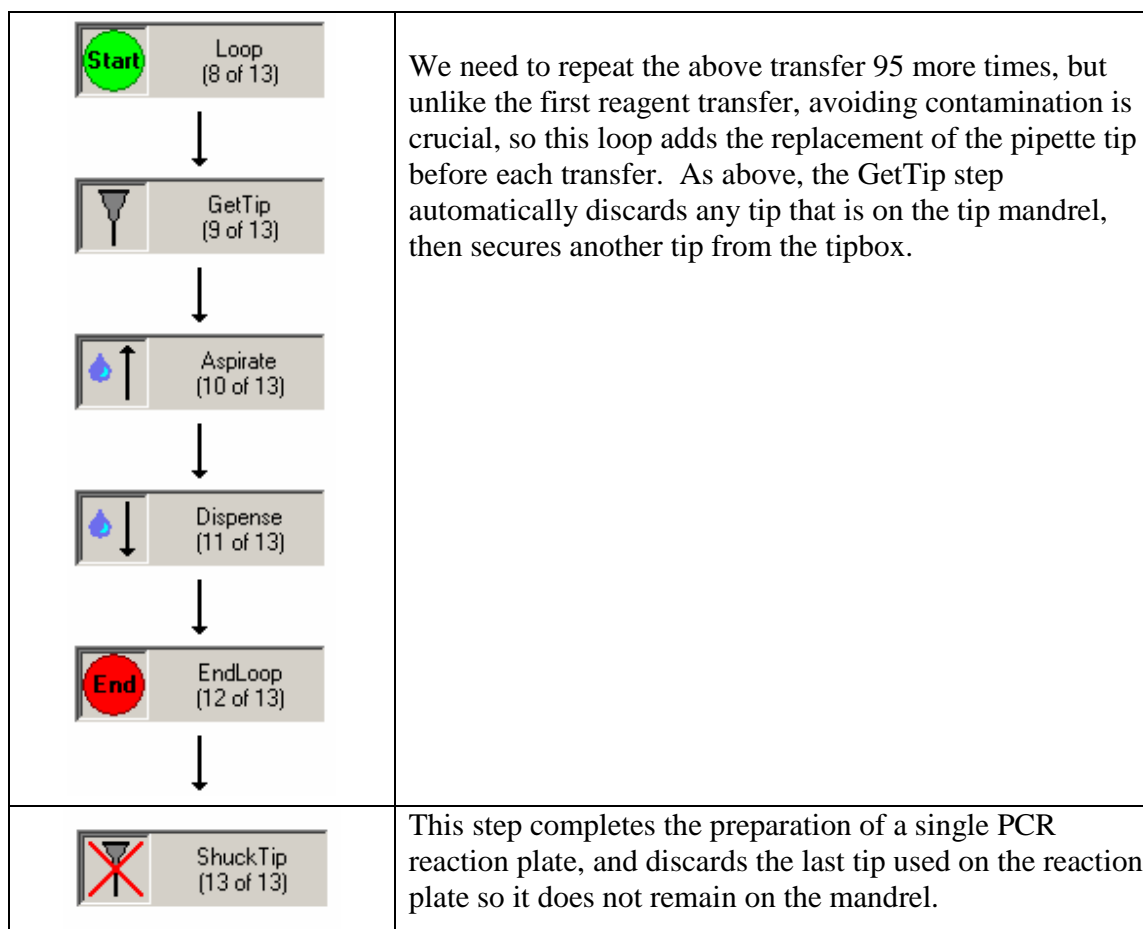 Start
Loop
(8 of 13)
We need to repeat the above transfer 95 more times, but
unlike the first reagent transfer, avoiding contamination is
crucial, so this loop adds the replacement of the pipette tip
before each transfer.  As above, the GetTip step
automatically discards any tip that is on the tip mandrel,
then secures another tip from the tipbox.
GetTip
(9 of 13)
Aspirate
(10 of 13)
Dispense
(11 of 13)
End
EndLoop
(12 of 13)
ShuckTip
(13 of 13)
This step completes the preparation of a single PCR
reaction plate, and discards the last tip used on the reaction
plate so it does not remain on the mandrel.